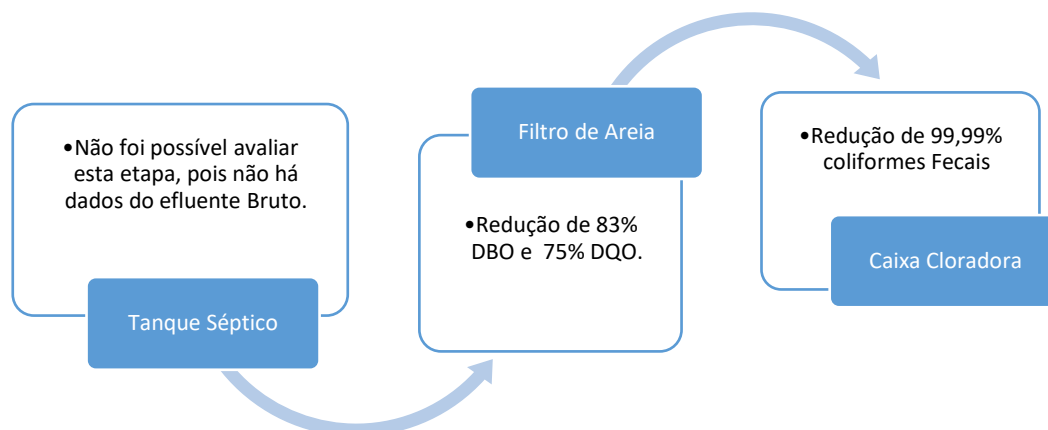 •Não foi possível avaliar
esta etapa, pois não há
dados do efluente Bruto.
Tanque Séptico
Filtro de Areia
•Redução de 83%
DBO e 75% DQO.
•Redução de 99,99%
coliformes Fecais
Caixa Cloradora